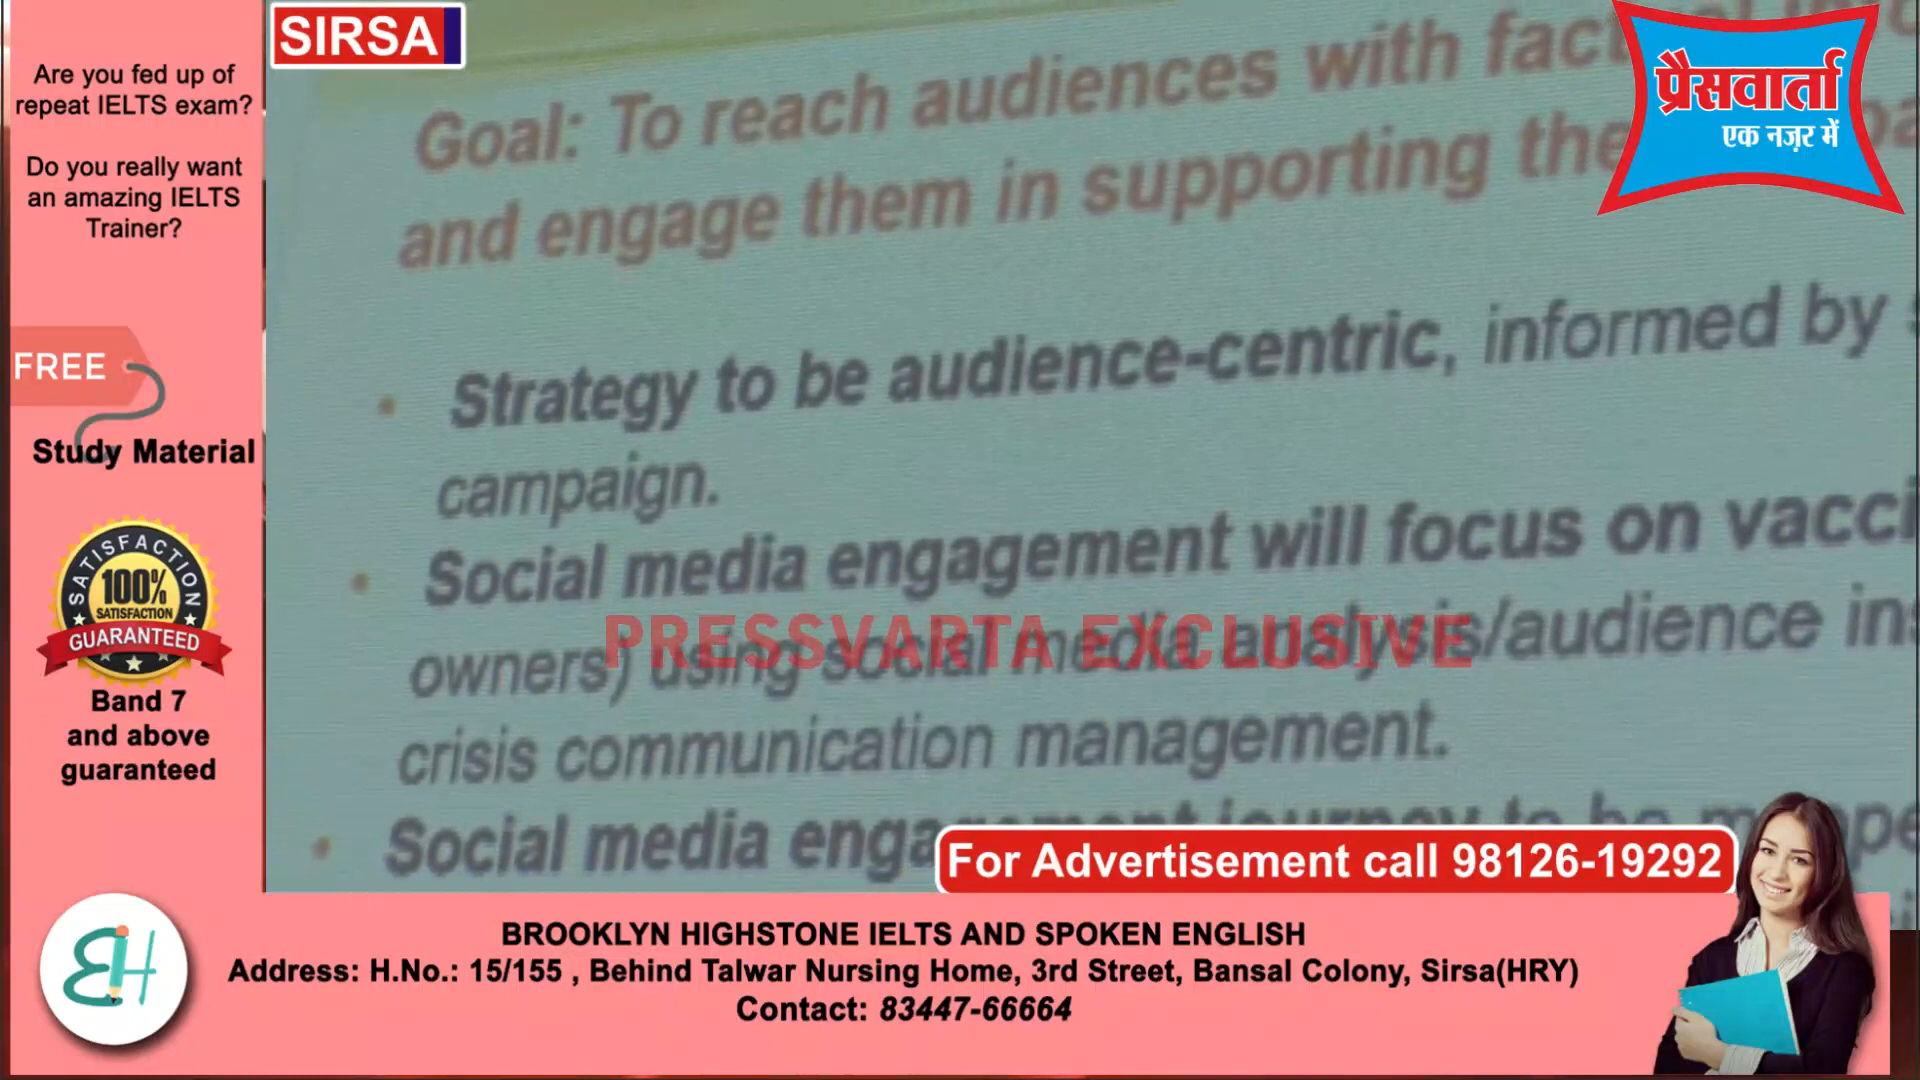 SIRSA
Are you fed up of
repeat IELTS exam?
Do you really want
an amazing IELTS
Trainer?
FREE
Study Material
SATISFACTION
100%
SATISFACTION
GUARANTEED
Band 7
and above
guaranteed
Goal: To reach audiences with
and engage them in supporting the
Strategy to be audience-centric, informed by
campaign.
Social media engagement will focus on
owners) using social media analysis/audience
crisis communication management.
Social media
प्रैसवार्ता
एक नज़र में
PRESSVARTA EXCLUSIVE
For Advertisement call 98126-19292
BH
BROOKLYN HIGHSTONE IELTS AND SPOKEN ENGLISH
Address: H.No.: 15/155 , Behind Talwar Nursing Home, 3rd Street, Bansal Colony, Sirsa(HRY)
Contact: 83447-66664